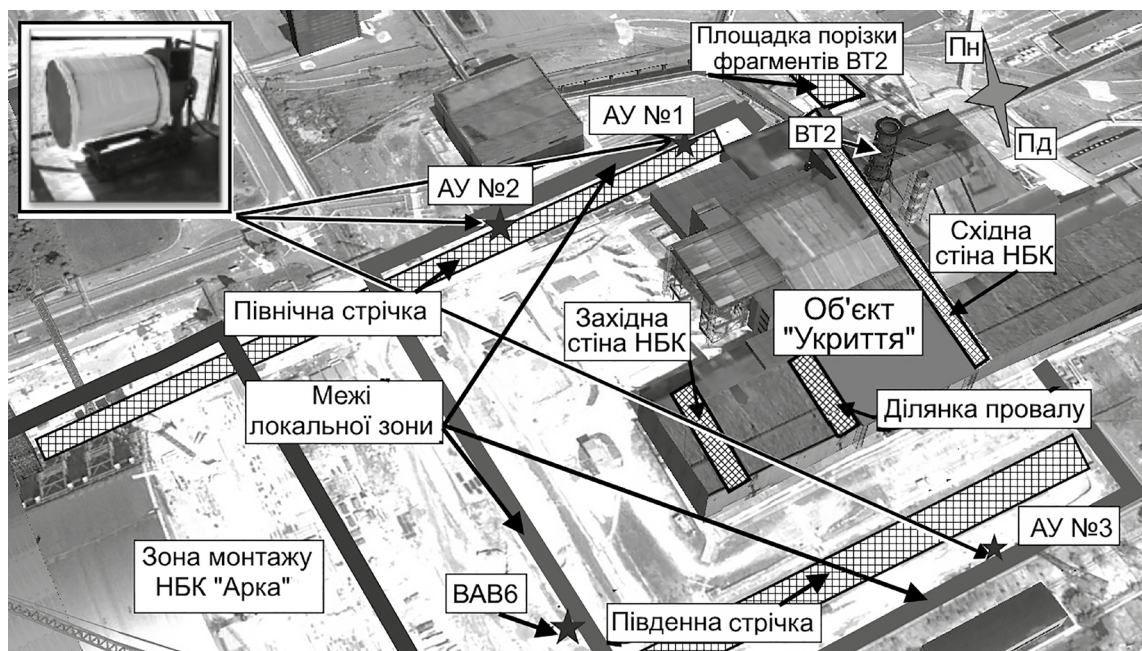 Площадка порізки
фрагментів ВТ2
Пн
АУ №1
ВТ2
Пд
АУ №2
Східна
стіна НБК
Північна стрічка
Західна
стіна НБК
Об'єкт
"Укриття"
Межі
локальної зони
Ділянка провалу
АУ №3
Зона монтажу
НБК "Арка"
ВАВ6
Південна стрічка